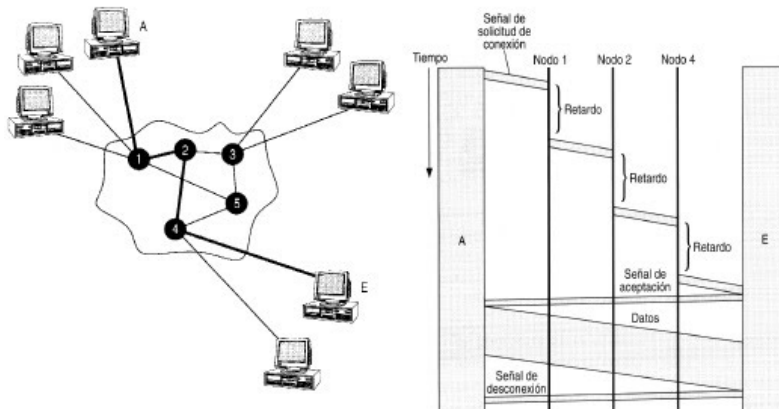 A
1
2
3
5
4
E
Señal de
solicitud de
conexión
Tiempo
Nodo 1
Nodo 2
Nodo 4
Retardo
Retardo
Retardo
A
E
Señal de
aceptación
Datos
Señal de
desconexión